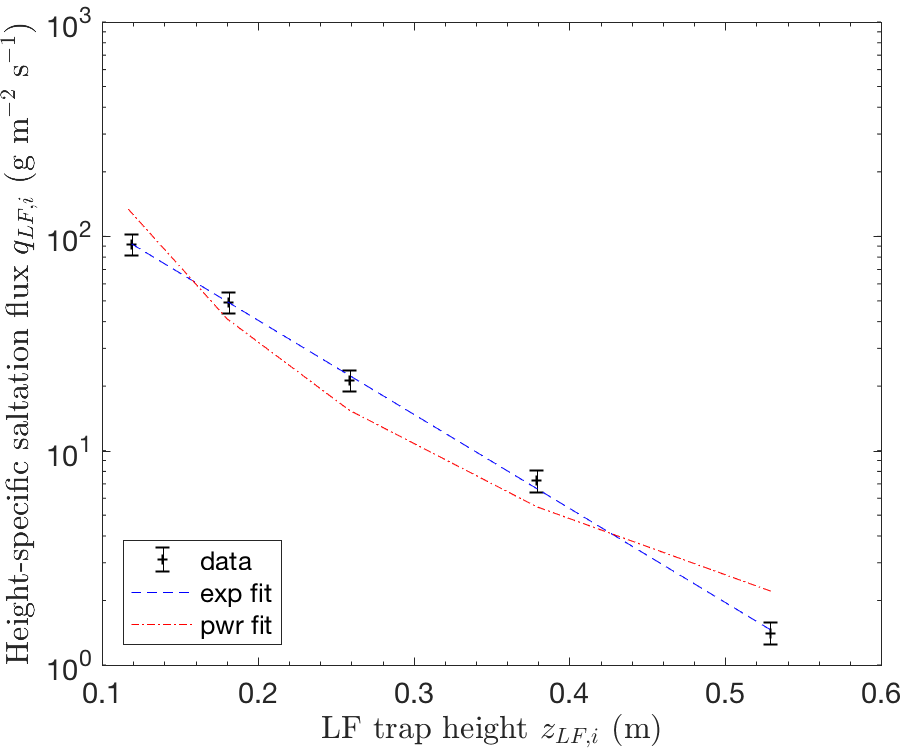 Height-specific saltation flux q_{LF,i} (g m^{-2} s^{-1})
10^3
10^2
10^1
10^0
data
exp fit
pwr fit
0.1 0.2 0.3 0.4 0.5 0.6
LF trap height z_{LF,i} (m)